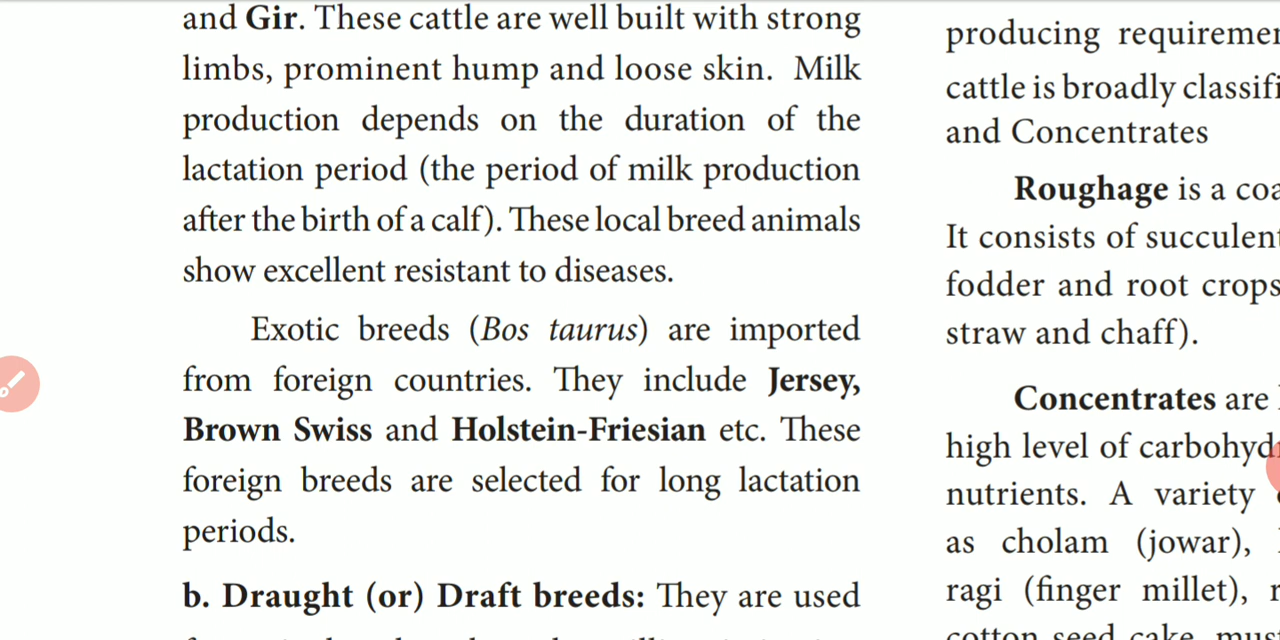 and Gir. These cattle are well built with strong
limbs, prominent hump and loose skin. Milk
production depends on the duration of the
lactation period (the period of milk production
after the birth of a calf). These local breed animals
show excellent resistant to diseases.
Exotic breeds (Bos taurus) are imported
from foreign countries. They include Jersey,
Brown Swiss and Holstein-Friesian etc. These
foreign breeds are selected for long lactation
periods.
b. Draught (or) Draft breeds: They are used
producing
cattle is broadly
and Concentrates
Roughage is a
It consists of
fodder and root crops
straw and chaff).
Concentrates are
high level of
nutrients. A variety
as cholam (jowar),
ragi (finger millet),
cotton seed cake,